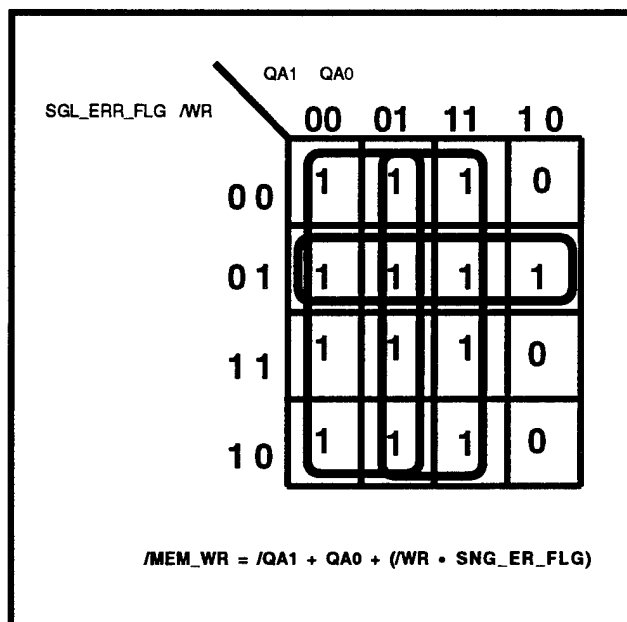 QA1 QA0
SGL_ERR_FLG /WR
00 01 11 10
00 1 1 1 0
01 1 1 1 1
11 1 1 1 0
10 1 1 1 0
/MEM_WR = /QA1 + QA0 + (/WR • SNG_ER_FLG)